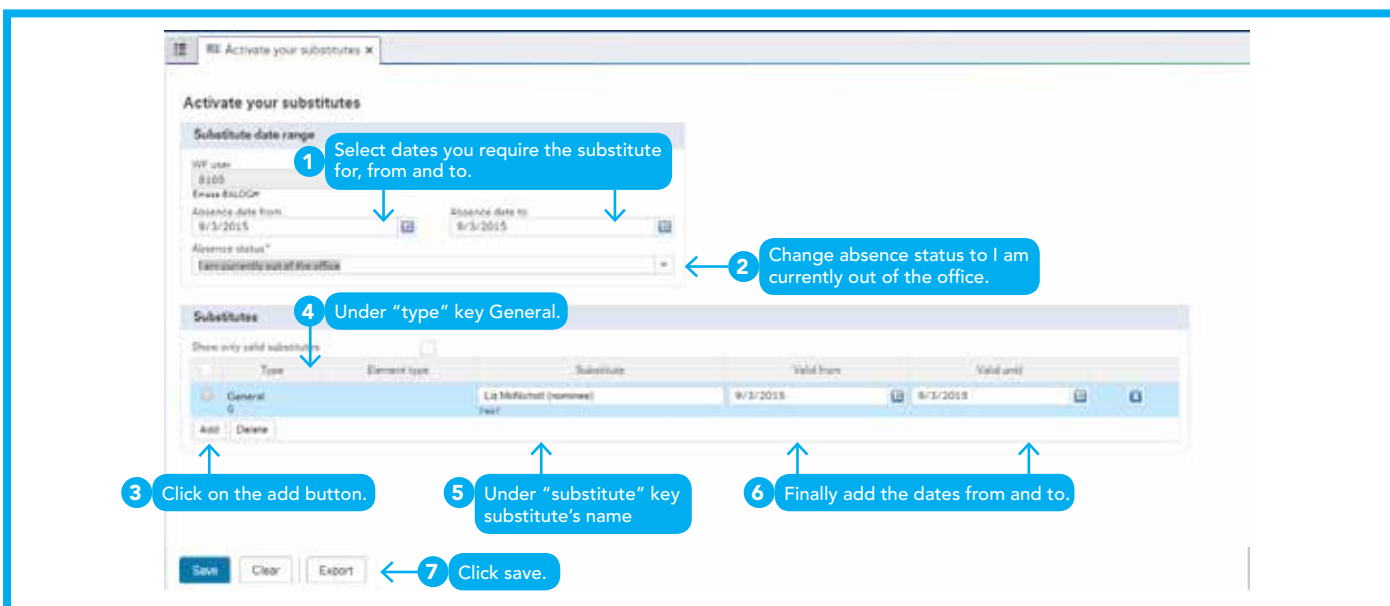 Activate your substitutes ×
Activate your substitutes
Substitute date range
1 Select dates you require the substitute
for, from and to.
WF user
8100
Absence date from
Absence date to
9/3/2015
9/3/2015
Absence status*
I am currently out of the office
2 Change absence status to I am
currently out of the office.
Substitutes
4 Under “type” key General.
Show only valid substitutes
Type
Element type
Substitute
Valid from
Valid until
General
9/3/2015
9/3/2015
Add
Delete
3 Click on the add button.
5 Under “substitute” key
substitute’s name
6 Finally add the dates from and to.
Save
Clear
Export
7 Click save.